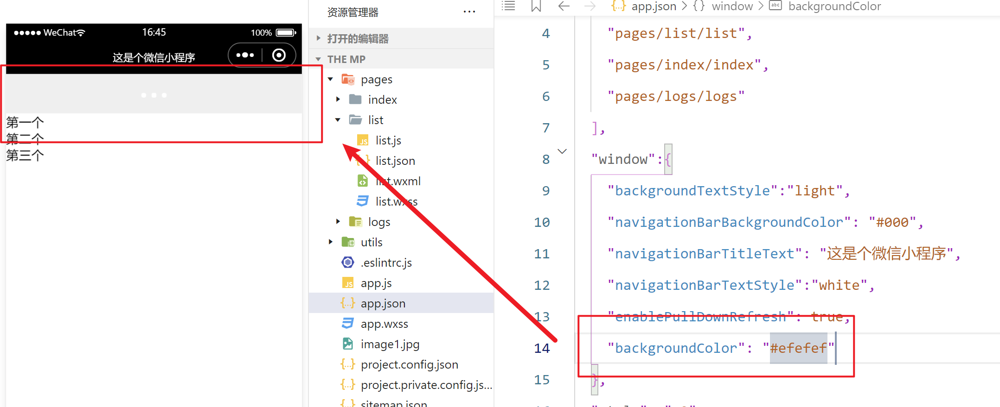 WeChat 16:45 100%
这是个微信小程序
第一个
第二个
第三个
资源管理器
打开的编辑器
THE MP
pages
index
list
list.js
list.json
list.wxml
list.wxss
logs
utils
.eslintrc.js
app.js
app.json
app.wxss
image1.jpg
project.config.json
project.private.config.js...
sitemap.json
app.json > {} window > abc backgroundColor
4 "pages/list/list",
5 "pages/index/index",
6 "pages/logs/logs"
7 ],
8 "window":{
9 "backgroundTextStyle":"light",
10 "navigationBarBackgroundColor": "#000",
11 "navigationBarTitleText": "这是个微信小程序",
12 "navigationBarTextStyle":"white",
13 "enablePullDownRefresh": true,
14 "backgroundColor": "#efefef"
15 },